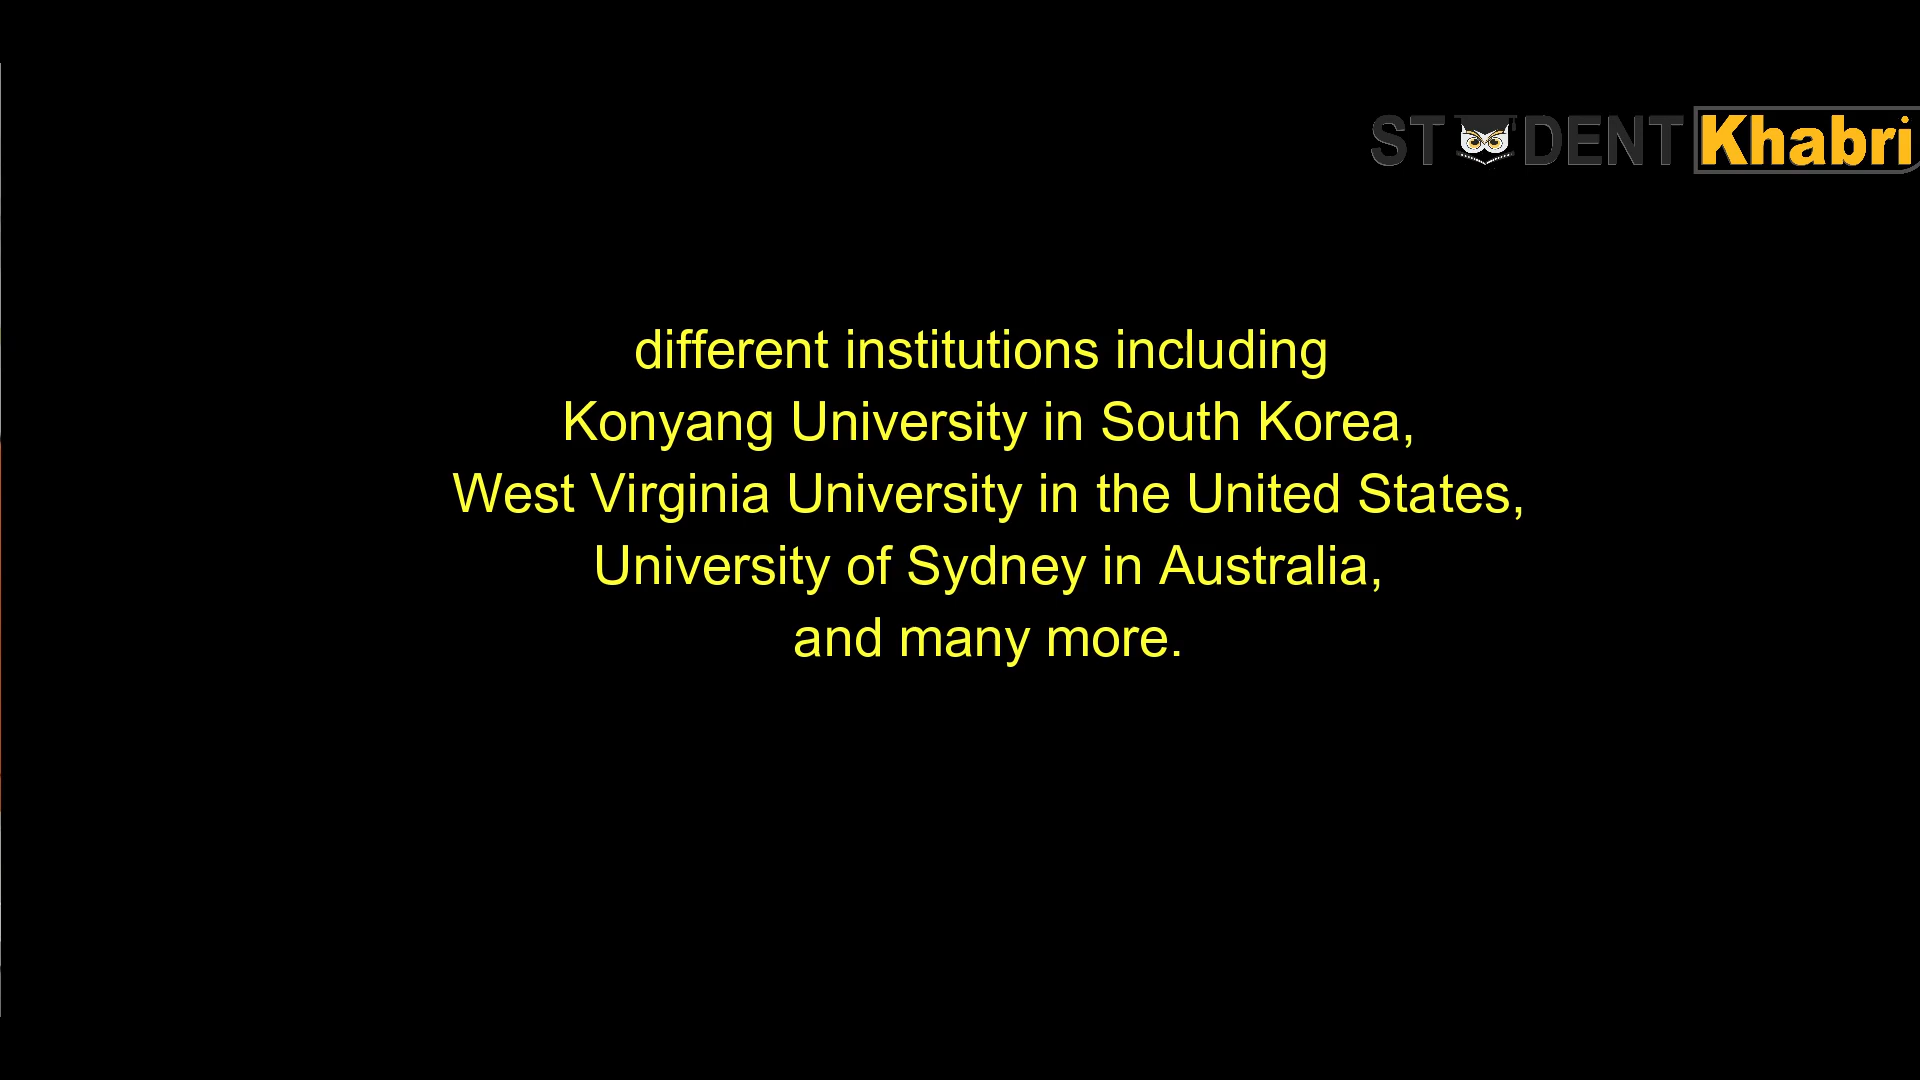 STUDENT Khabri
different institutions including
Konyang University in South Korea,
West Virginia University in the United States,
University of Sydney in Australia,
and many more.